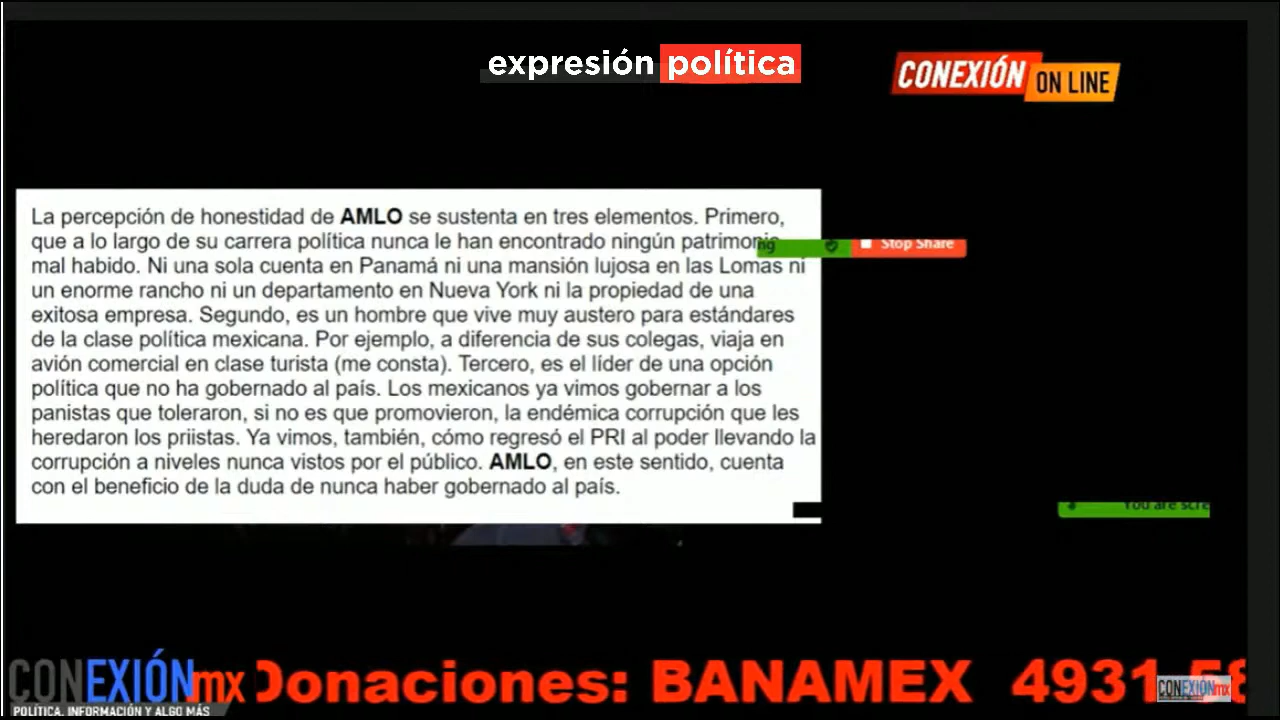 expresión política
CONEXIÓN ON LINE
La percepción de honestidad de AMLO se sustenta en tres elementos. Primero,
que a lo largo de su carrera política nunca le han encontrado ningún patrimonio
mal habido. Ni una sola cuenta en Panamá ni una mansión lujosa en las Lomas ni
un enorme rancho ni un departamento en Nueva York ni la propiedad de una
exitosa empresa. Segundo, es un hombre que vive muy austero para estándares
de la clase política mexicana. Por ejemplo, a diferencia de sus colegas, viaja en
avión comercial en clase turista (me consta). Tercero, es el líder de una opción
política que no ha gobernado al país. Los mexicanos ya vimos gobernar a los
panistas que toleraron, si no es que promovieron, la endémica corrupción que les
heredaron los priistas. Ya vimos, también, cómo regresó el PRI al poder llevando la
corrupción a niveles nunca vistos por el público. AMLO, en este sentido, cuenta
con el beneficio de la duda de nunca haber gobernado al país.
ng Stop Share
You are scre
CONEXIÓNmx Donaciones: BANAMEX 4931 58
CONEXIÓNmx
POLÍTICA, INFORMACIÓN Y ALGO MÁS